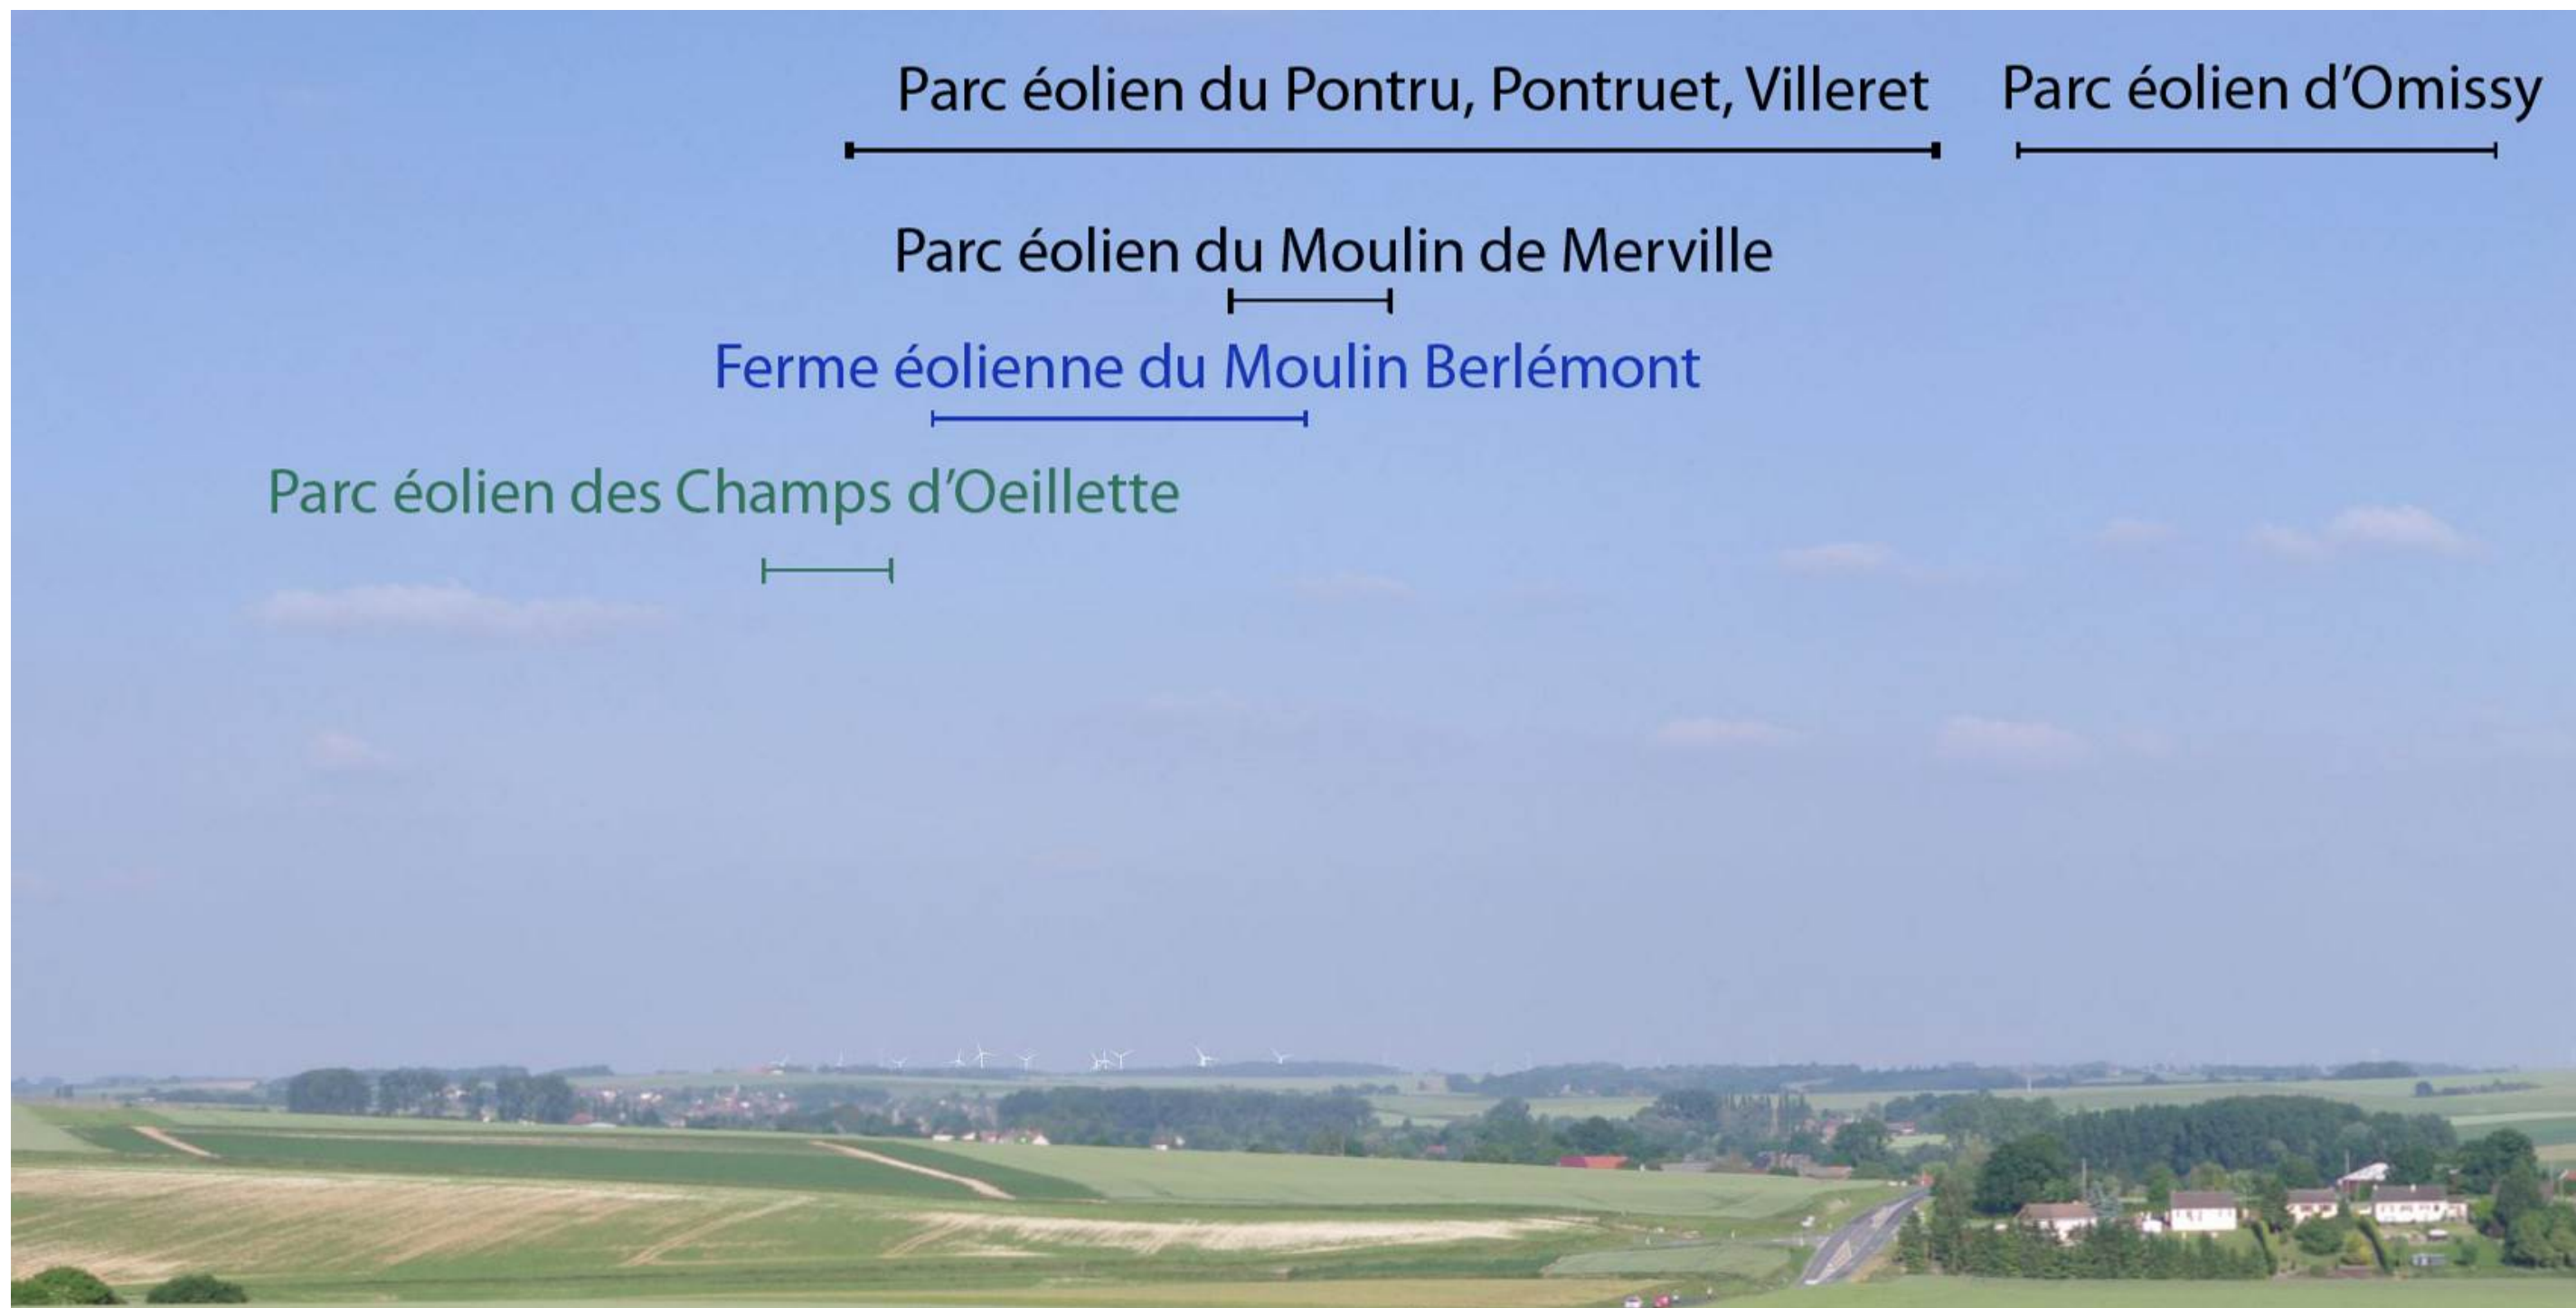 Parc éolien du Pontru, Pontruet, Villeret
Parc éolien d'Omissy
Parc éolien du Moulin de Merville
Ferme éolienne du Moulin Berlémont
Parc éolien des Champs d'Oeillette